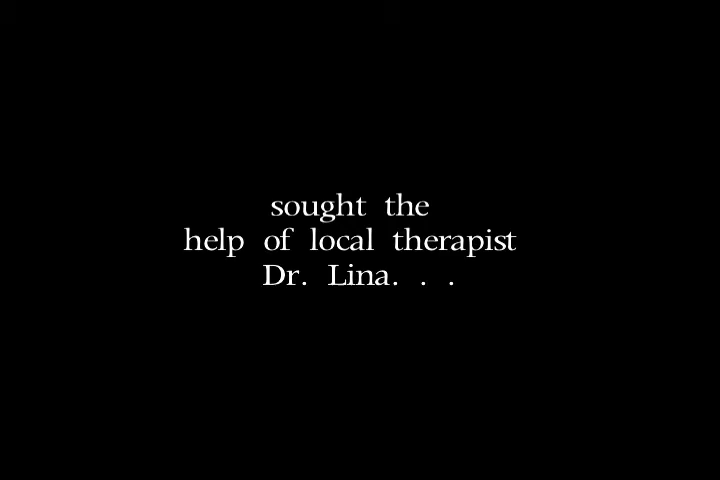 sought the
help of local therapist
Dr. Lina. . .